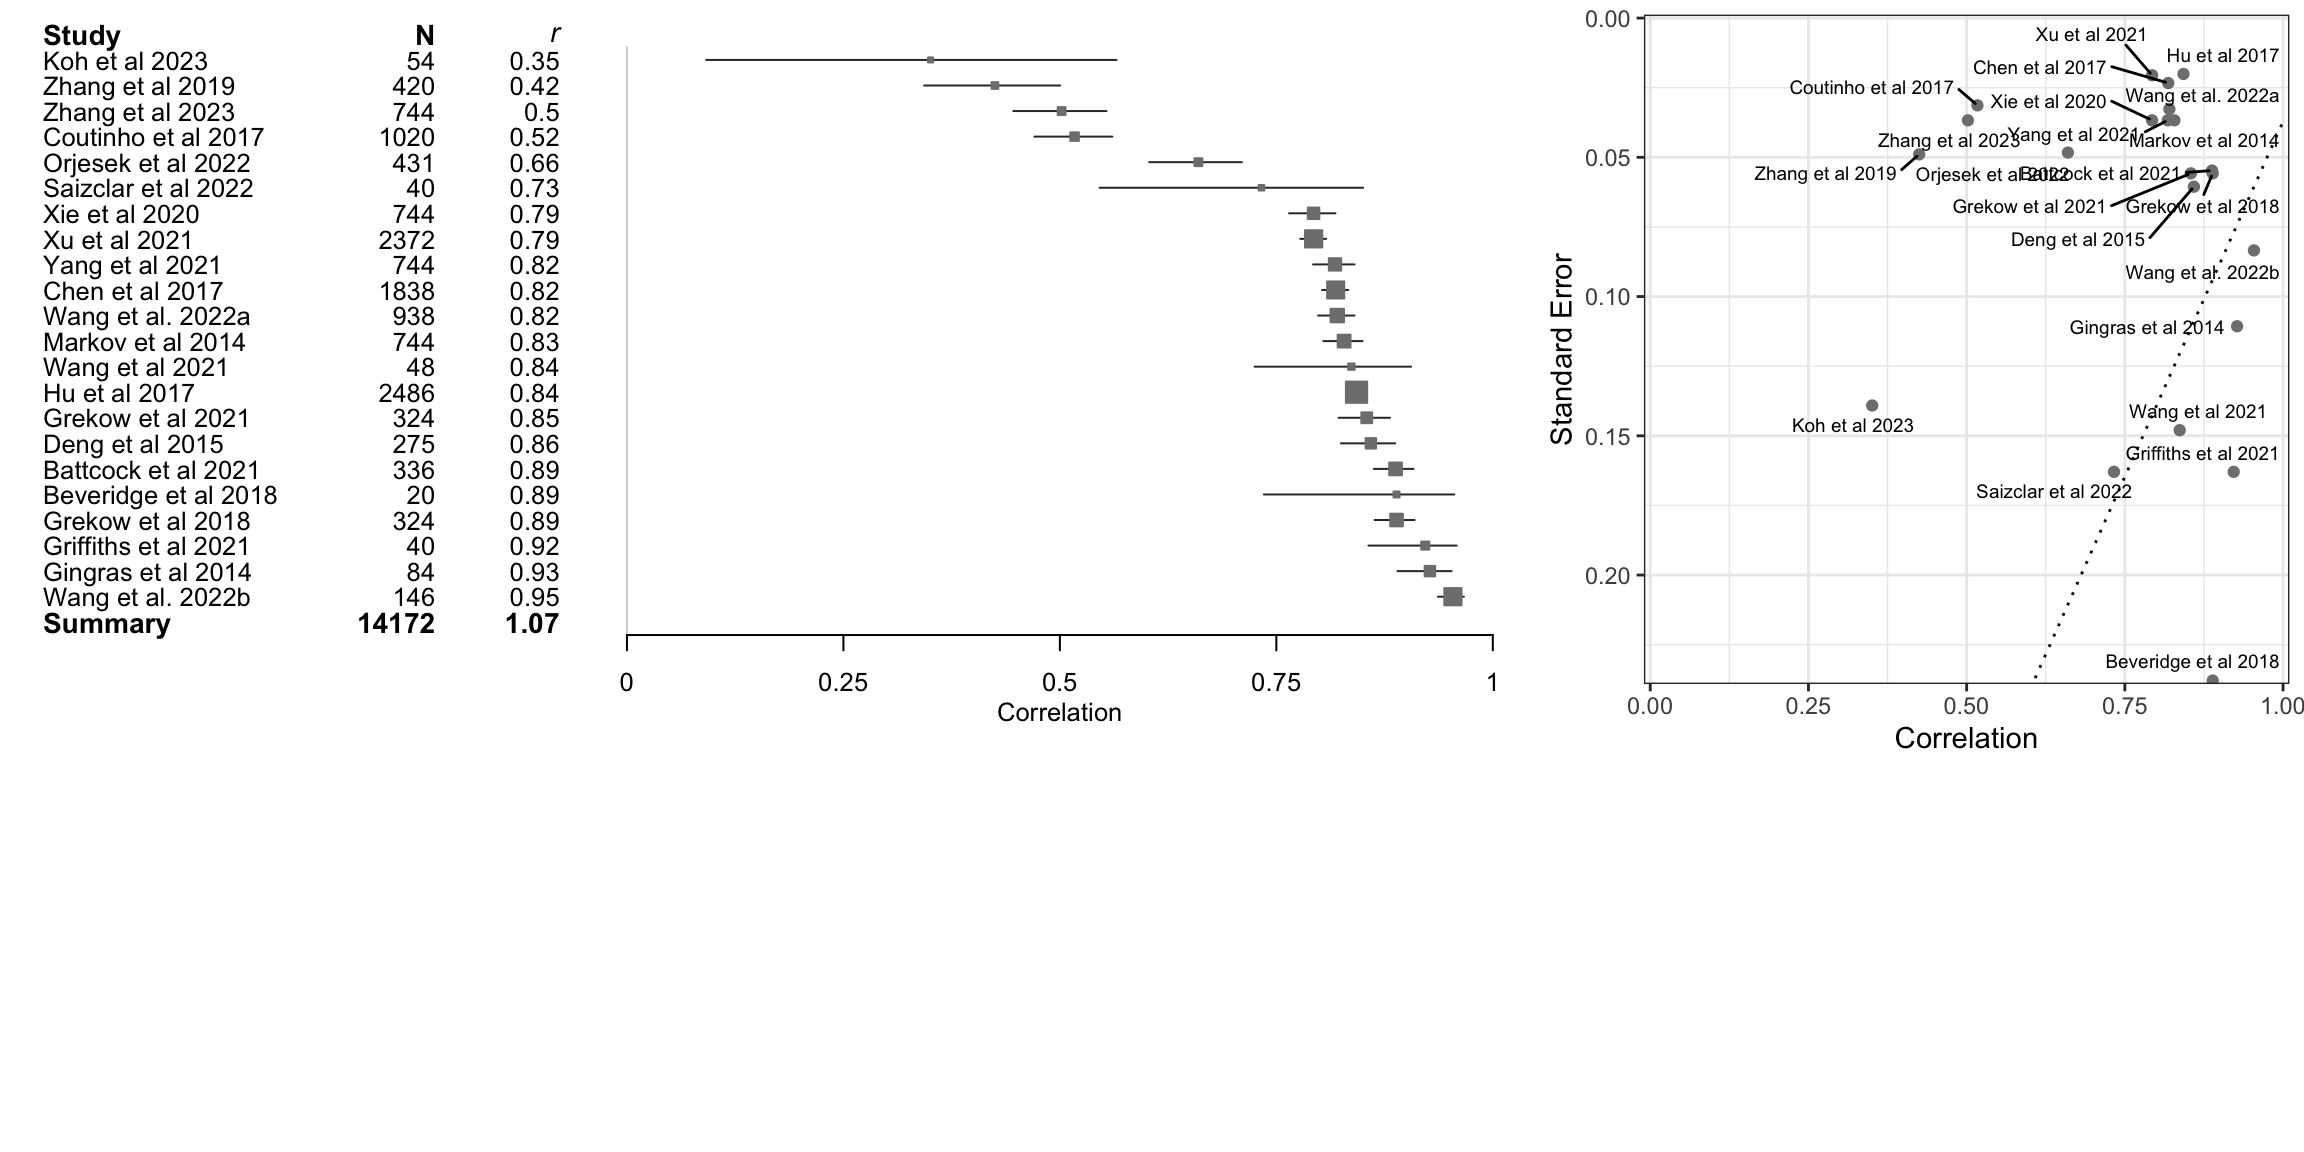 Study N r
Koh et al 2023 54 0.35
Zhang et al 2019 420 0.42
Zhang et al 2023 744 0.5
Coutinho et al 2017 1020 0.52
Orjesek et al 2022 431 0.66
Saizclar et al 2022 40 0.73
Xie et al 2020 744 0.79
Xu et al 2021 2372 0.79
Yang et al 2021 744 0.82
Chen et al 2017 1838 0.82
Wang et al. 2022a 938 0.82
Markov et al 2014 744 0.83
Wang et al 2021 48 0.84
Hu et al 2017 2486 0.84
Grekow et al 2021 324 0.85
Deng et al 2015 275 0.86
Battcock et al 2021 336 0.89
Beveridge et al 2018 20 0.89
Grekow et al 2018 324 0.89
Griffiths et al 2021 40 0.92
Gingras et al 2014 84 0.93
Wang et al. 2022b 146 0.95
Summary 14172 1.07
0 0.25 0.5 0.75 1
Correlation
Standard Error
0.00
0.05
0.10
0.15
0.20
Xu et al 2021
Hu et al 2017
Chen et al 2017
Coutinho et al 2017
Wang et al. 2022a
Xie et al 2020
Yang et al 2021
Zhang et al 2023
Markov et al 2014
Zhang et al 2019
Orjesek et al 2022
Battcock et al 2021
Grekow et al 2021
Grekow et al 2018
Deng et al 2015
Wang et al. 2022b
Gingras et al 2014
Wang et al 2021
Koh et al 2023
Griffiths et al 2021
Saizclar et al 2022
Beveridge et al 2018
0.00 0.25 0.50 0.75 1.00
Correlation